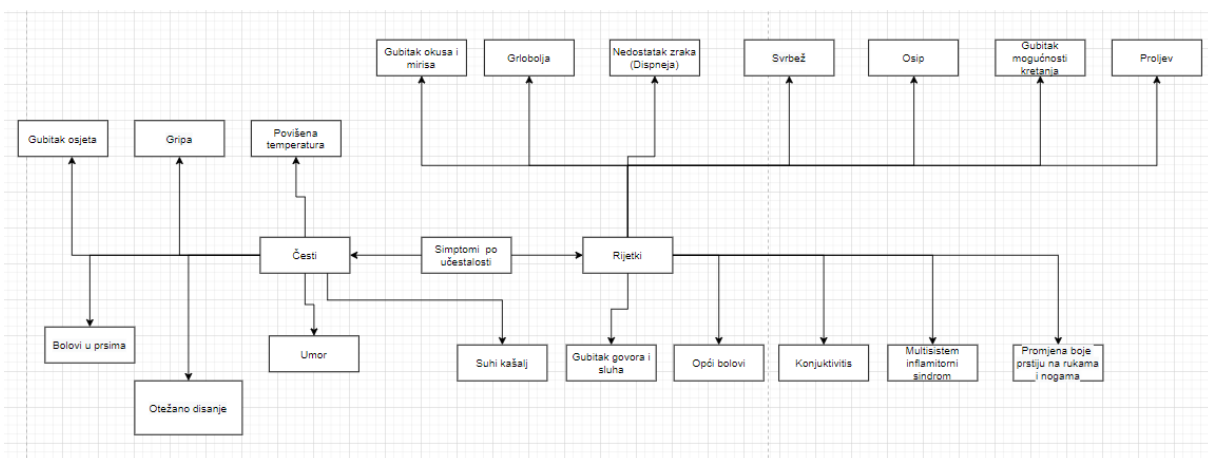 Gubitak okusa i
mirisa
Grlobolja
Nedostatak zraka
(Dispneja)
Svrbež
Osip
Gubitak
mogućnosti
kretanja
Proljev
Gubitak osjeta
Gripa
Povišena
temperatura
Česti
Simptomi po
učestalosti
Rijetki
Bolovi u prsima
Umor
Suhi kašalj
Gubitak govora i
sluha
Opći bolovi
Konjuktivitis
Multisistem
inflamitorni
sindrom
Promjena boje
prstiju na rukama
i nogama
Otežano disanje